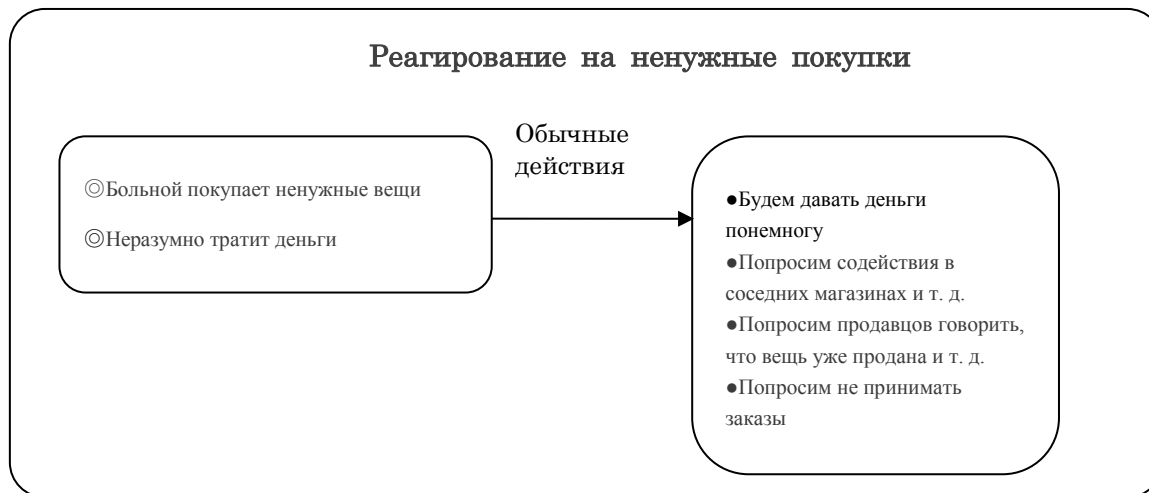 Реагирование на ненужные покупки
Обычные
действия
◎Больной покупает ненужные вещи
◎Неразумно тратит деньги
●Будем давать деньги
понемногу
●Попросим содействия в
соседних магазинах и т. д.
●Попросим продавцов говорить,
что вещь уже продана и т. д.
●Попросим не принимать
заказы